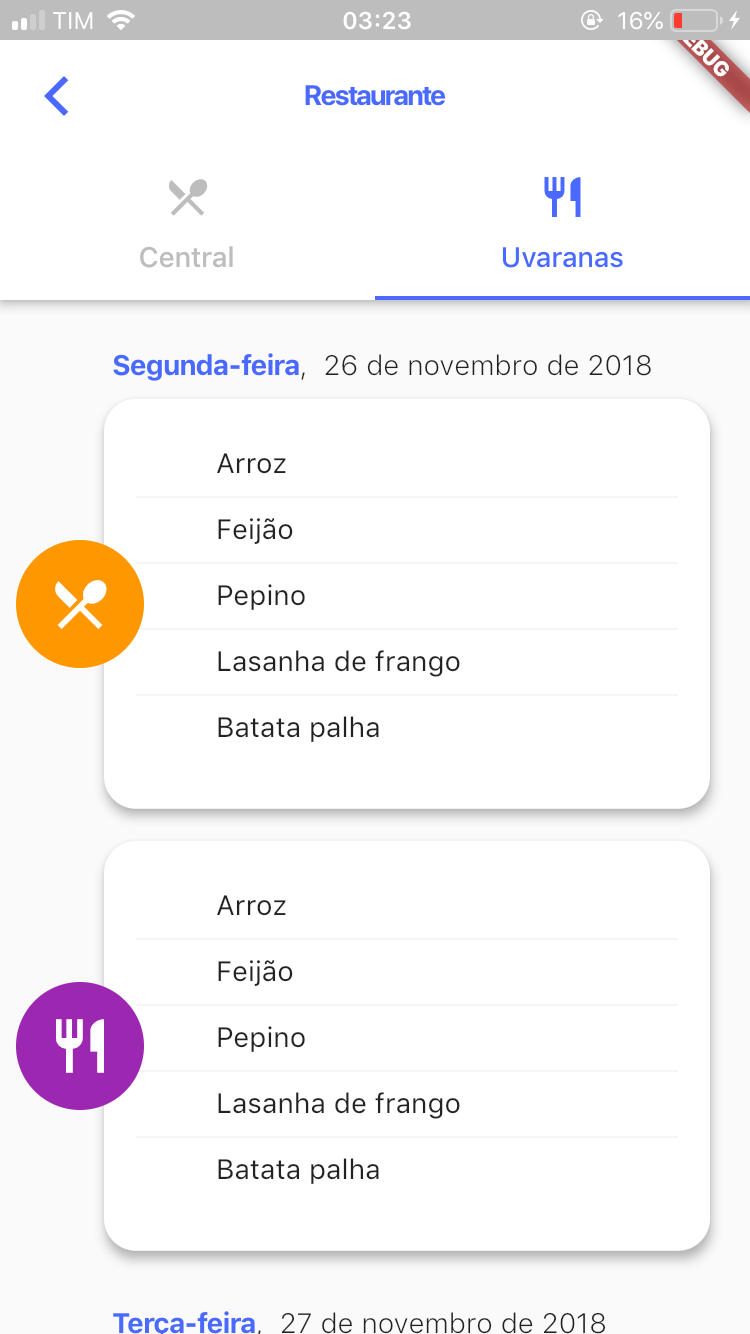 TIM 03:23 16%
EBUG
Restaurante
Central Uvaranas
Segunda-feira, 26 de novembro de 2018
Arroz
Feijão
Pepino
Lasanha de frango
Batata palha
Arroz
Feijão
Pepino
Lasanha de frango
Batata palha
Terça-feira, 27 de novembro de 2018